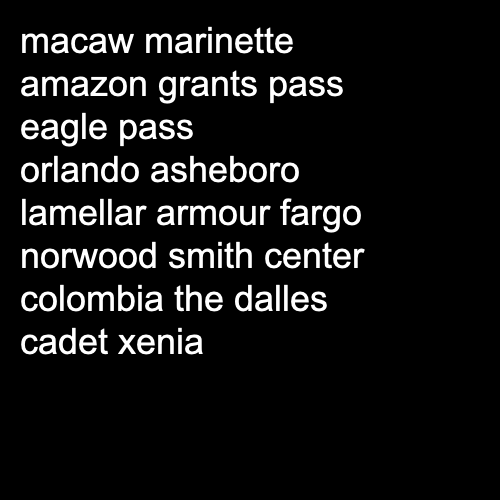 macaw marinette
amazon grants pass
eagle pass
orlando asheboro
lamellar armour fargo
norwood smith center
colombia the dalles
cadet xenia